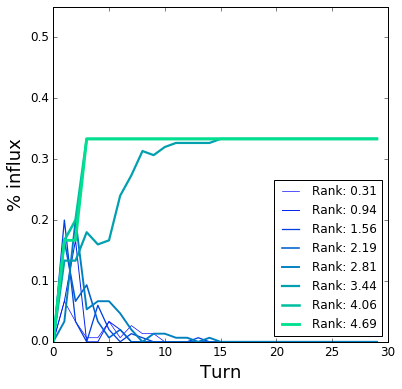 0.5
0.4
0.3
0.2
0.1
0.0
% influx
0 5 10 15 20 25 30
Turn
Rank: 0.31
Rank: 0.94
Rank: 1.56
Rank: 2.19
Rank: 2.81
Rank: 3.44
Rank: 4.06
Rank: 4.69